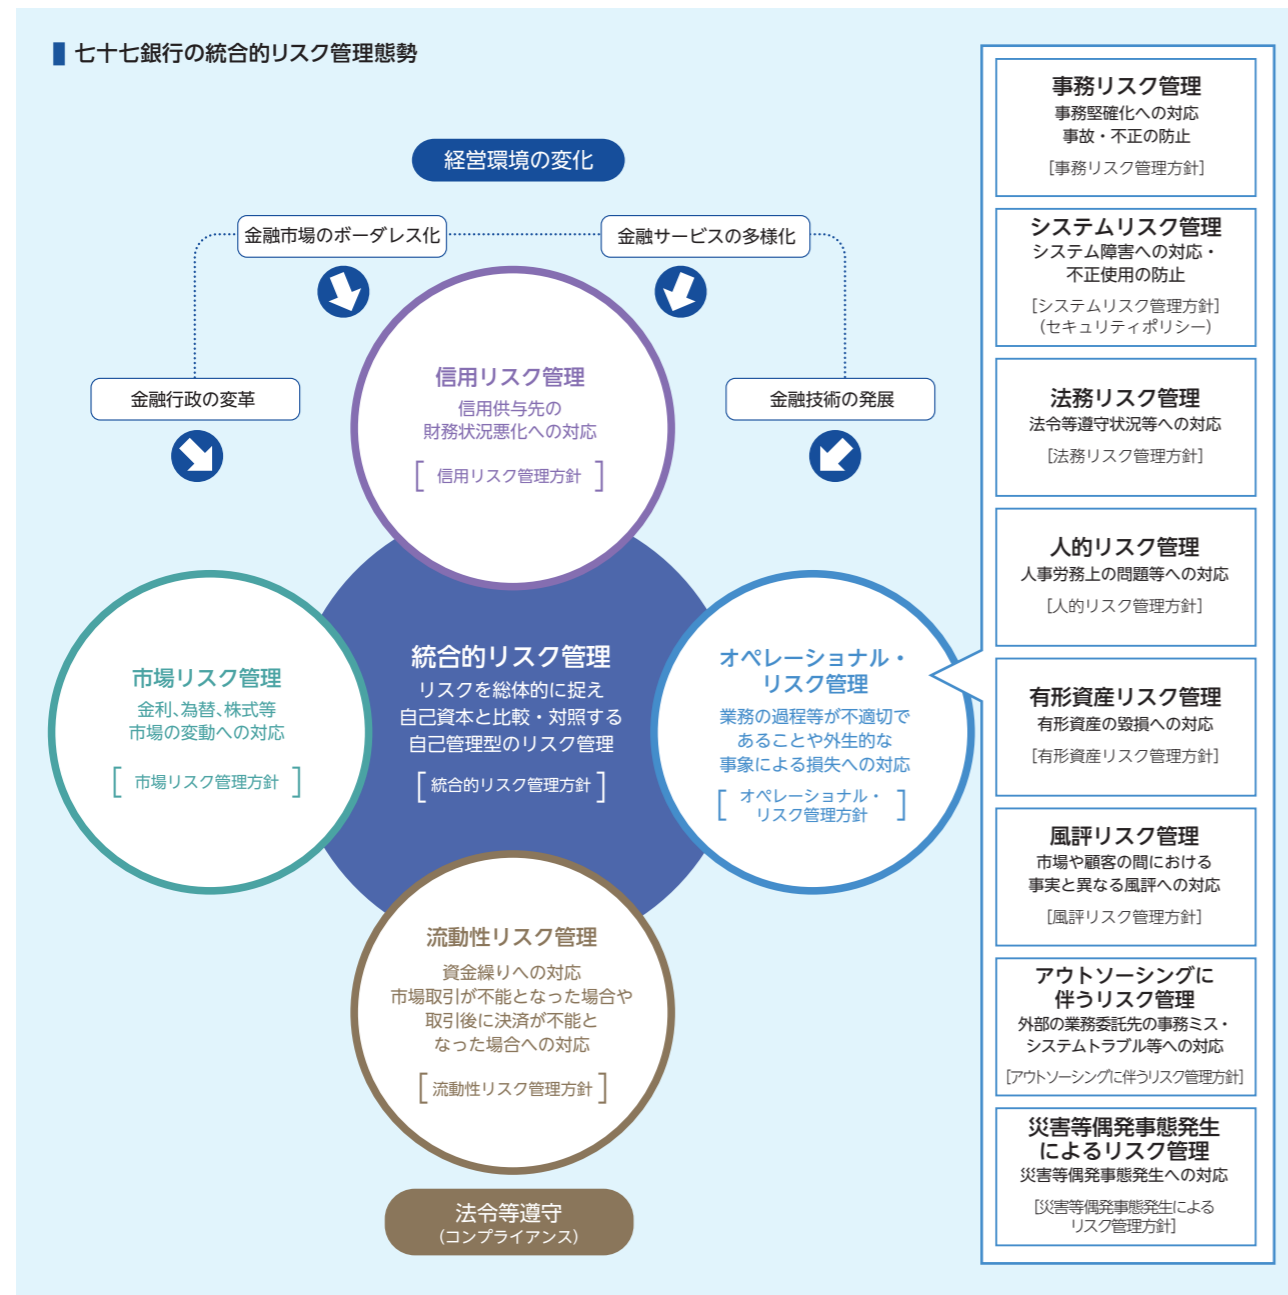 七十七銀行の統合的リスク管理態勢
経営環境の変化
金融市場のボーダレス化
金融サービスの多様化
金融行政の変革
金融技術の発展
信用リスク管理
信用供与先の
財務状況悪化への対応
[信用リスク管理方針]
市場リスク管理
金利、為替、株式等
市場の変動への対応
[市場リスク管理方針]
統合的リスク管理
リスクを総体的に捉え
自己資本と比較・対照する
自己管理型のリスク管理
[統合的リスク管理方針]
オペレーショナル・
リスク管理
業務の過程等が不適切で
あることや外生的な
事象による損失への対応
[オペレーショナル・
リスク管理方針]
流動性リスク管理
資金繰りへの対応
市場取引が不能となった場合や
取引後に決済が不能と
なった場合への対応
[流動性リスク管理方針]
法令等遵守
(コンプライアンス)
事務リスク管理
事務堅確化への対応
事故・不正の防止
[事務リスク管理方針]
システムリスク管理
システム障害への対応・
不正使用の防止
[システムリスク管理方針]
(セキュリティポリシー)
法務リスク管理
法令等遵守状況等への対応
[法務リスク管理方針]
人的リスク管理
人事労務上の問題等への対応
[人的リスク管理方針]
有形資産リスク管理
有形資産の毀損への対応
[有形資産リスク管理方針]
風評リスク管理
市場や顧客の間における
事実と異なる風評への対応
[風評リスク管理方針]
アウトソーシングに
伴うリスク管理
外部の業務委託先の事務ミス・
システムトラブル等への対応
[アウトソーシングに伴うリスク管理方針]
災害等偶発事態発生
によるリスク管理
災害等偶発事態発生への対応
[災害等偶発事態発生による
リスク管理方針]